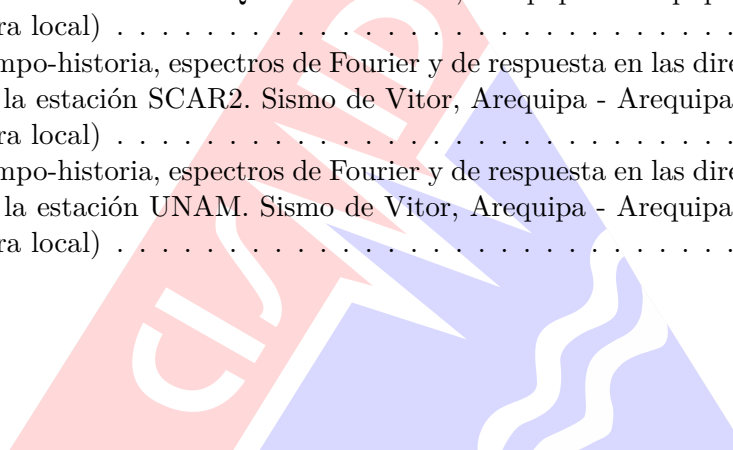 ra local) . . . . . . . . . . . . . . . . . . . . . . . . . . . .
mpo-historia, espectros de Fourier y de respuesta en las dire
la estación SCAR2. Sismo de Vitor, Arequipa - Arequipa
ra local) . . . . . . . . . . . . . . . . . . . . . . . . . . . .
mpo-historia, espectros de Fourier y de respuesta en las dire
la estación UNAM. Sismo de Vitor, Arequipa - Arequipa
ra local) . . . . . . . . . . . . . . . . . . . . . . . . . . . .
CISMID